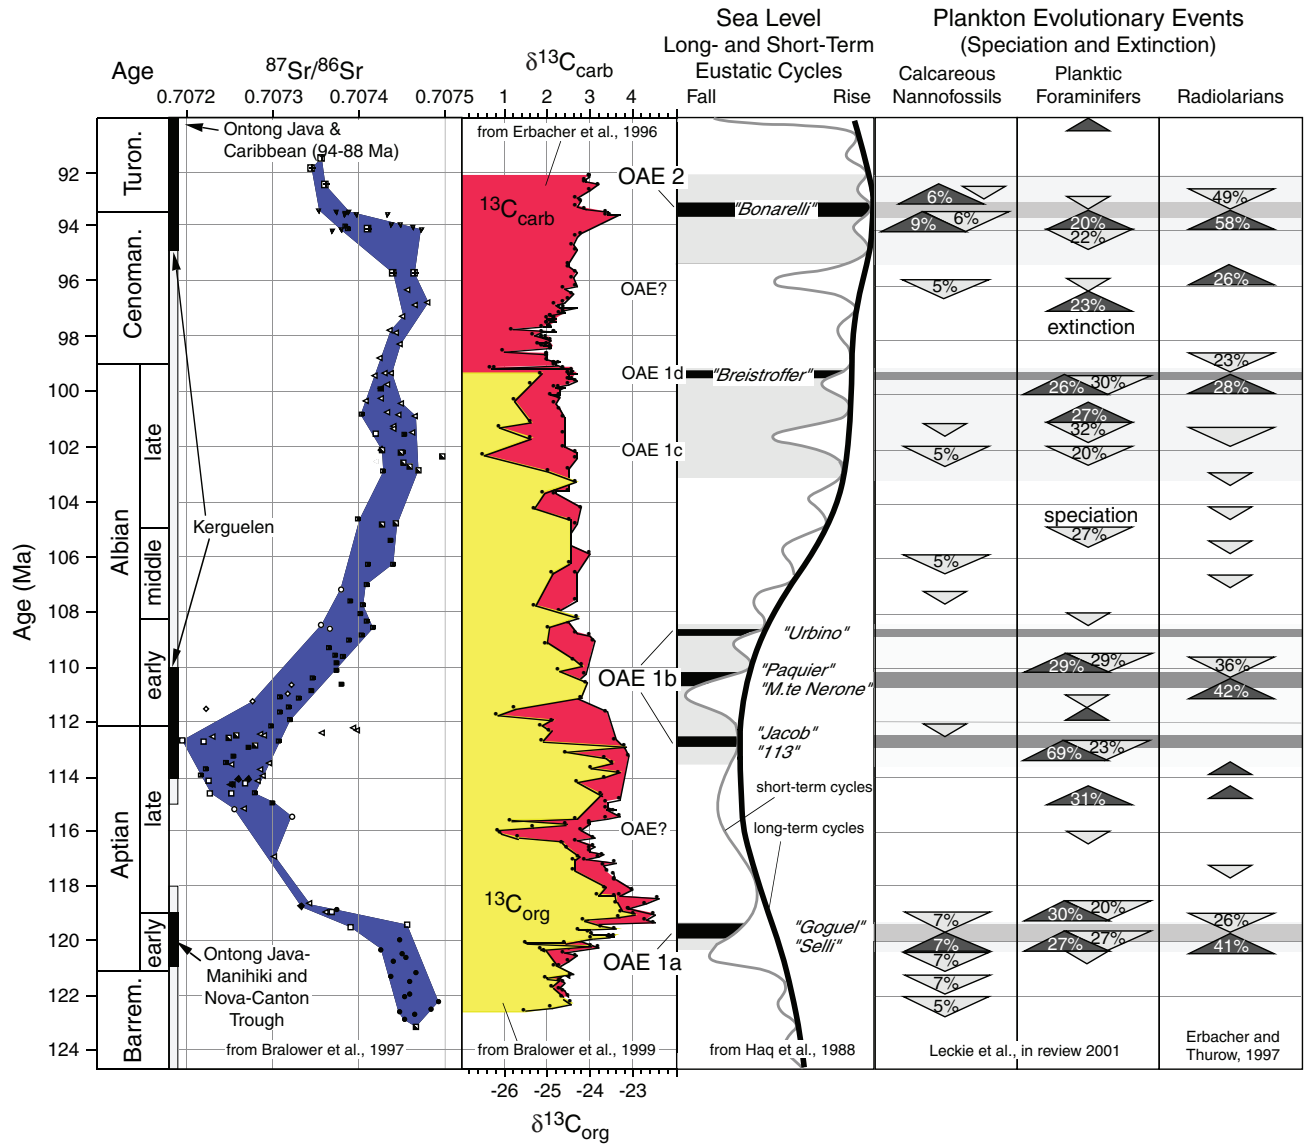 Sea Level
Long- and Short-Term
Eustatic Cycles
Fall
Rise
Plankton Evolutionary Events
(Speciation and Extinction)
Calcareous
Nannofossils
Planktic
Foraminifers
Radiolarians
Age
87Sr/86Sr
0.7072
0.7073
0.7074
0.7075
δ13Ccarb
1
2
3
4
Age (Ma)
92
94
96
98
100
102
104
106
108
110
112
114
116
118
120
122
124
Turon.
Cenoman.
Albian
late
middle
early
Aptian
late
early
Barrem.
Ontong Java &
Caribbean (94-88 Ma)
Kerguelen
Ontong Java-
Manihiki and
Nova-Canton
Trough
from Bralower et al., 1997
from Erbacher et al., 1996
13Ccarb
13Corg
from Bralower et al., 1999
-26
-25
-24
-23
δ13Corg
OAE 2
"Bonarelli"
OAE?
OAE 1d
"Breistroffer"
OAE 1c
"Urbino"
OAE 1b
"Paquier"
"M.te Nerone"
"Jacob"
"113"
short-term cycles
OAE?
long-term cycles
"Goguel"
"Selli"
OAE 1a
from Haq et al., 1988
6%
9%
6%
5%
5%
5%
7%
7%
7%
7%
5%
20%
22%
23%
extinction
26%
30%
27%
32%
20%
speciation
27%
29%
29%
69%
23%
31%
30%
20%
27%
27%
Leckie et al., in review 2001
49%
58%
26%
23%
28%
36%
42%
26%
41%
Erbacher and
Thurow, 1997